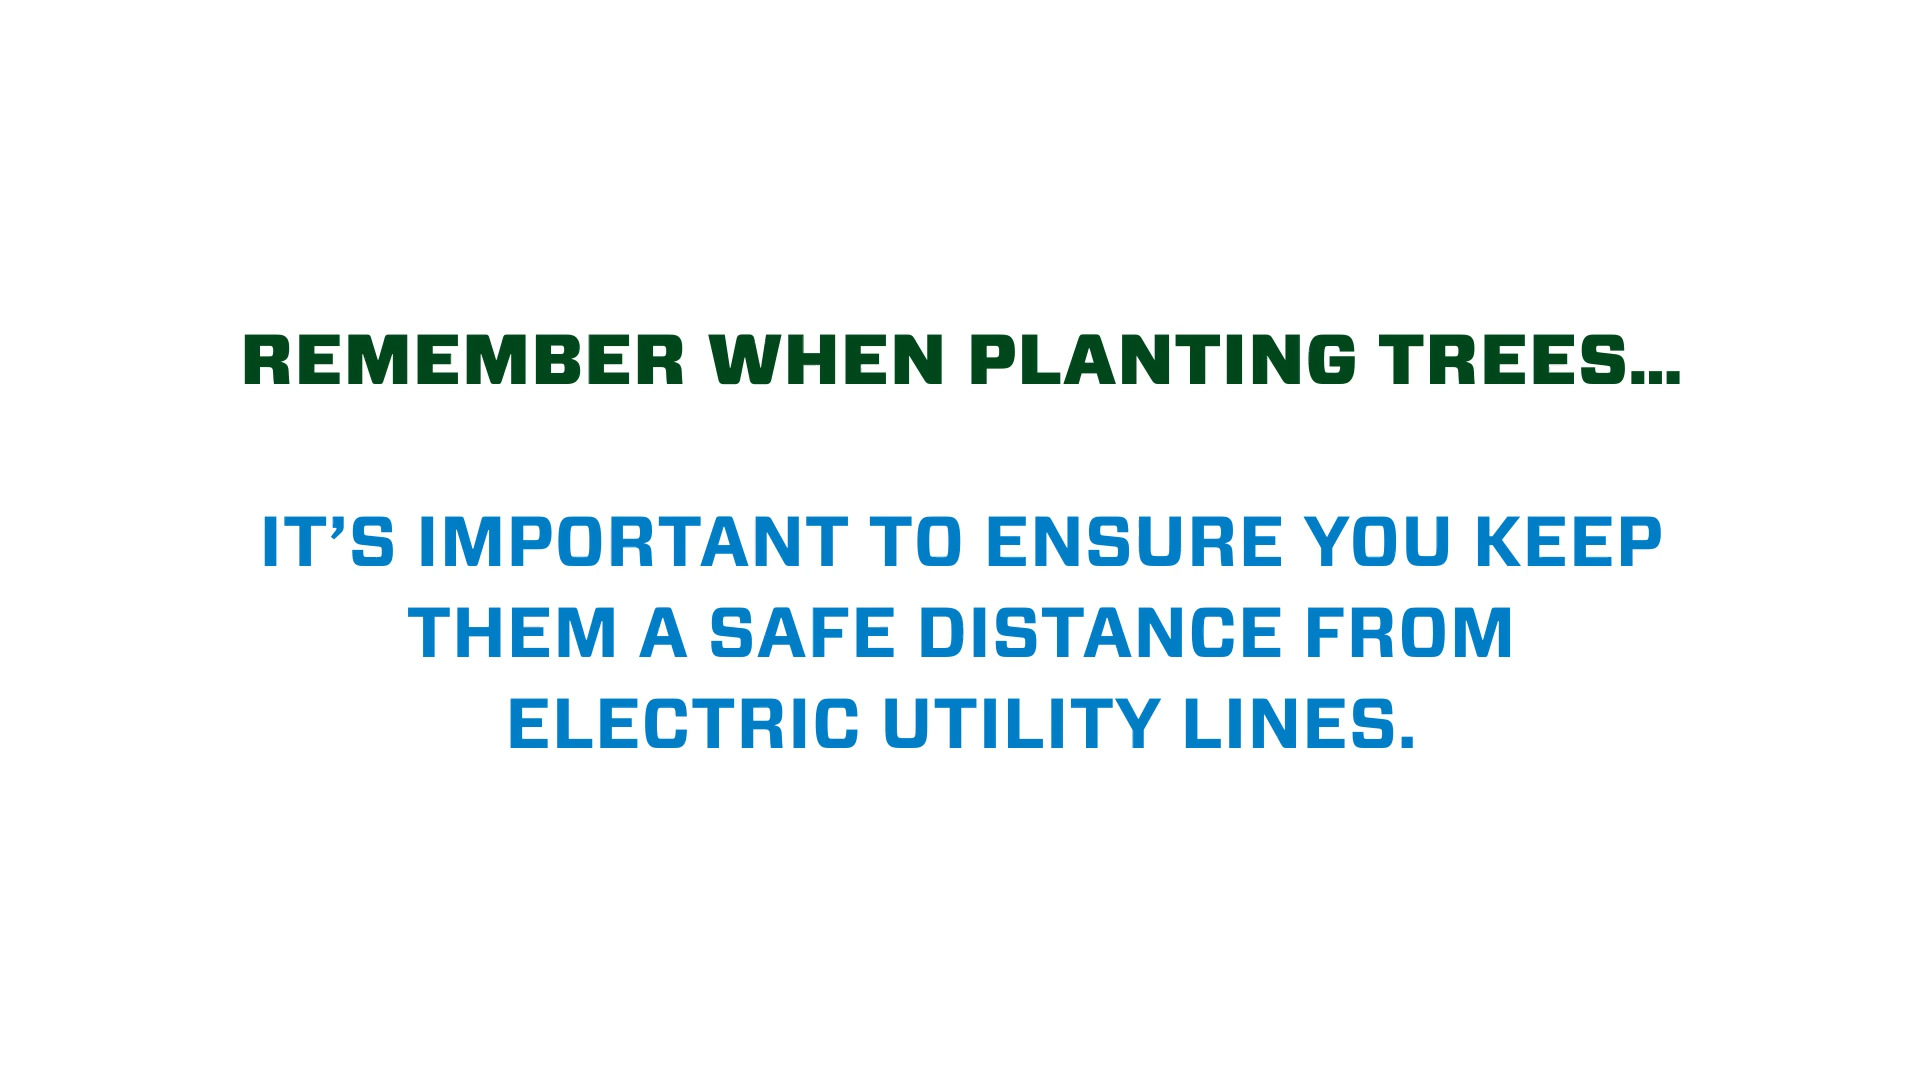 REMEMBER WHEN PLANTING TREES...
IT’S IMPORTANT TO ENSURE YOU KEEP
THEM A SAFE DISTANCE FROM
ELECTRIC UTILITY LINES.